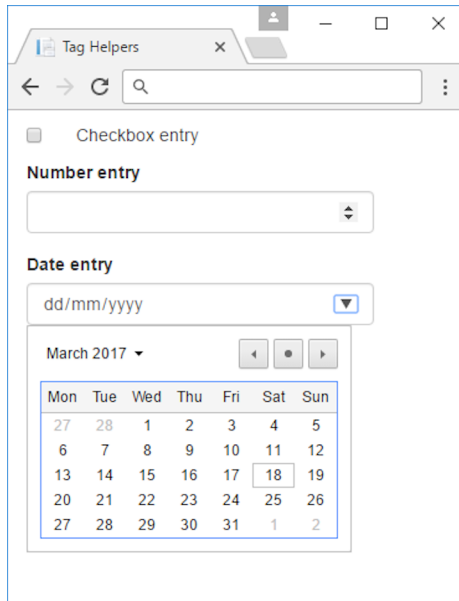 Tag Helpers
Checkbox entry
Number entry
Date entry
dd/mm/yyyy
March 2017
Mon Tue Wed Thu Fri Sat Sun
27 28 1 2 3 4 5
6 7 8 9 10 11 12
13 14 15 16 17 18 19
20 21 22 23 24 25 26
27 28 29 30 31 1 2